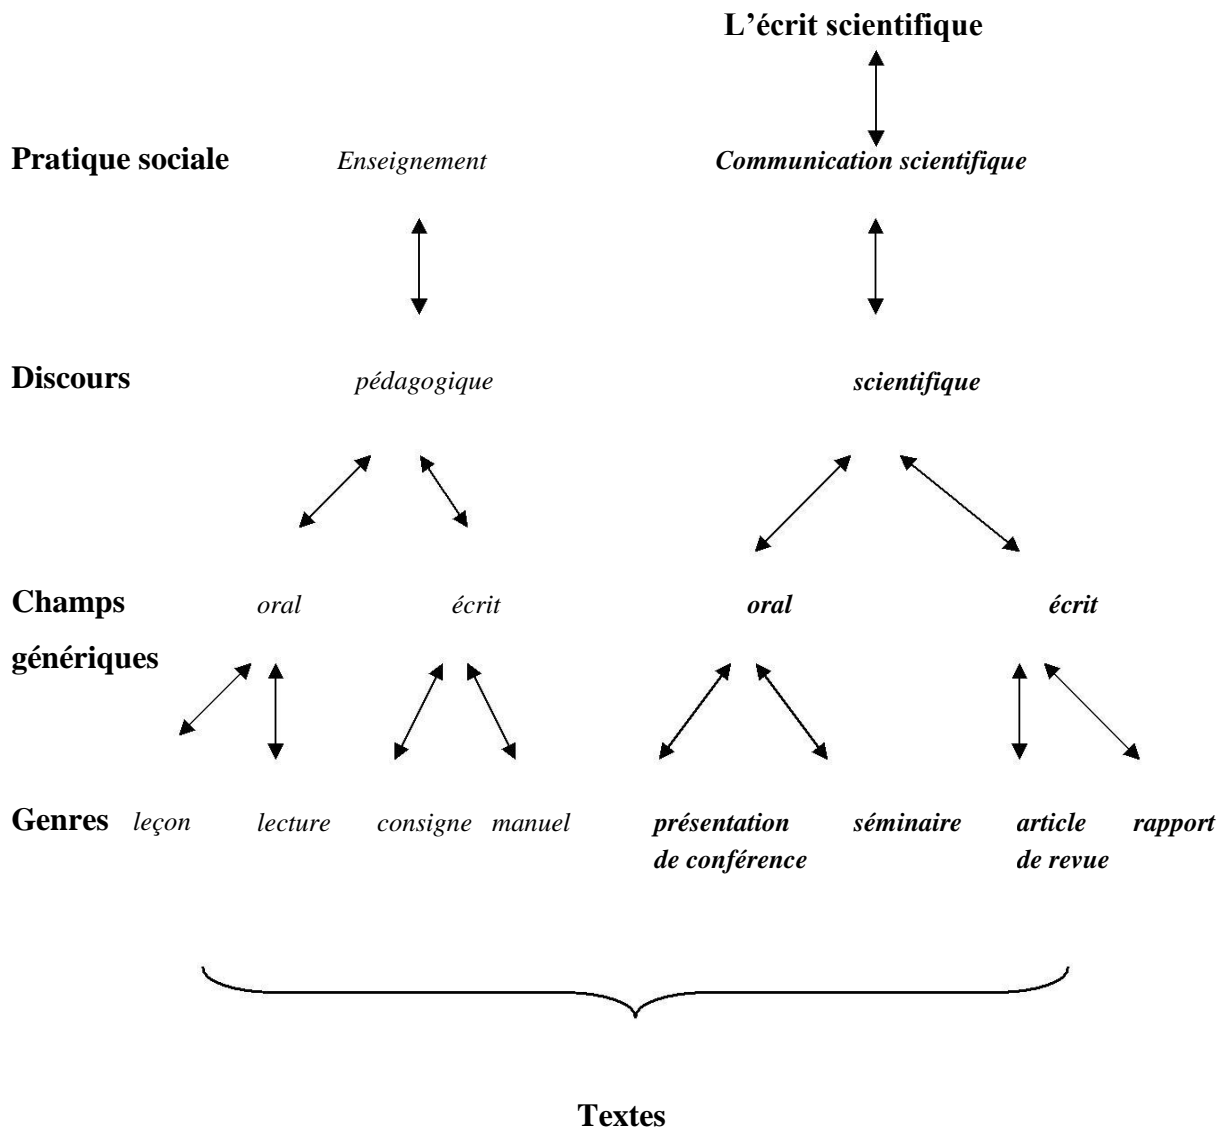 L’écrit scientifique
Pratique sociale Enseignement Communication scientifique
Discours pédagogique scientifique
Champs oral écrit oral écrit
génériques
Genres leçon lecture consigne manuel présentation séminaire article rapport
de conférence de revue
Textes